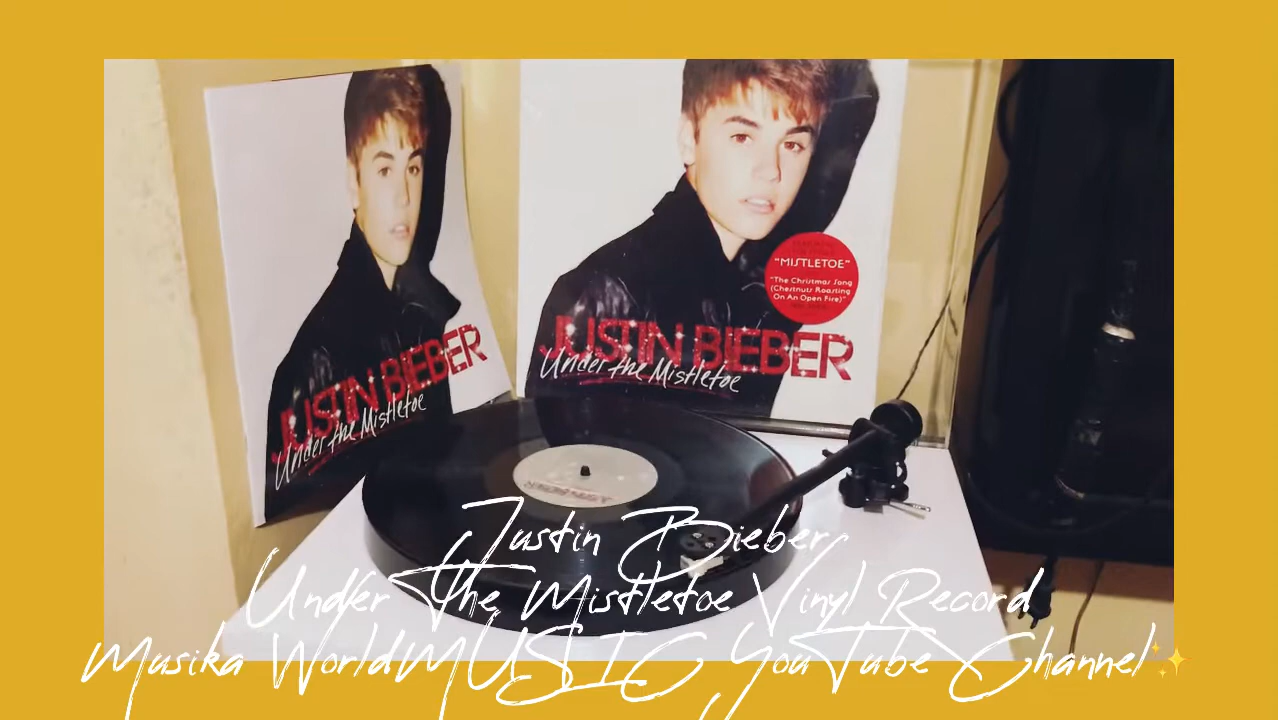 JUSTIN BIEBER
Under the Mistletoe
"MISTLETOE"
"The Christmas Song
(Chestnuts Roasting
On An Open Fire)"
JUSTIN BIEBER
Under the Mistletoe
Justin Bieber
Under The Mistletoe Vinyl Record
Musika WorldMUSIC YouTube Channel✨